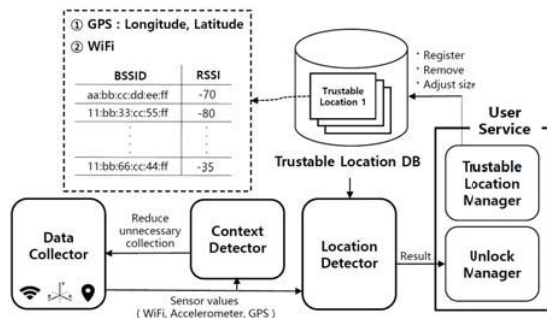 ① GPS : Longitude, Latitude
② WiFi
BSSID RSSI
aa:bb:cc:dd:ee:ff -70
11:bb:33:cc:55:ff -80
11:bb:66:cc:44:ff -35
Trustable
Location 1
Trustable Location DB
· Register
· Remove
· Adjust size
User
Service
Trustable
Location
Manager
Unlock
Manager
Data
Collector
Reduce
unnecessary
collection
Context
Detector
Location
Detector
Result
Sensor values
( WiFi, Accelerometer, GPS )